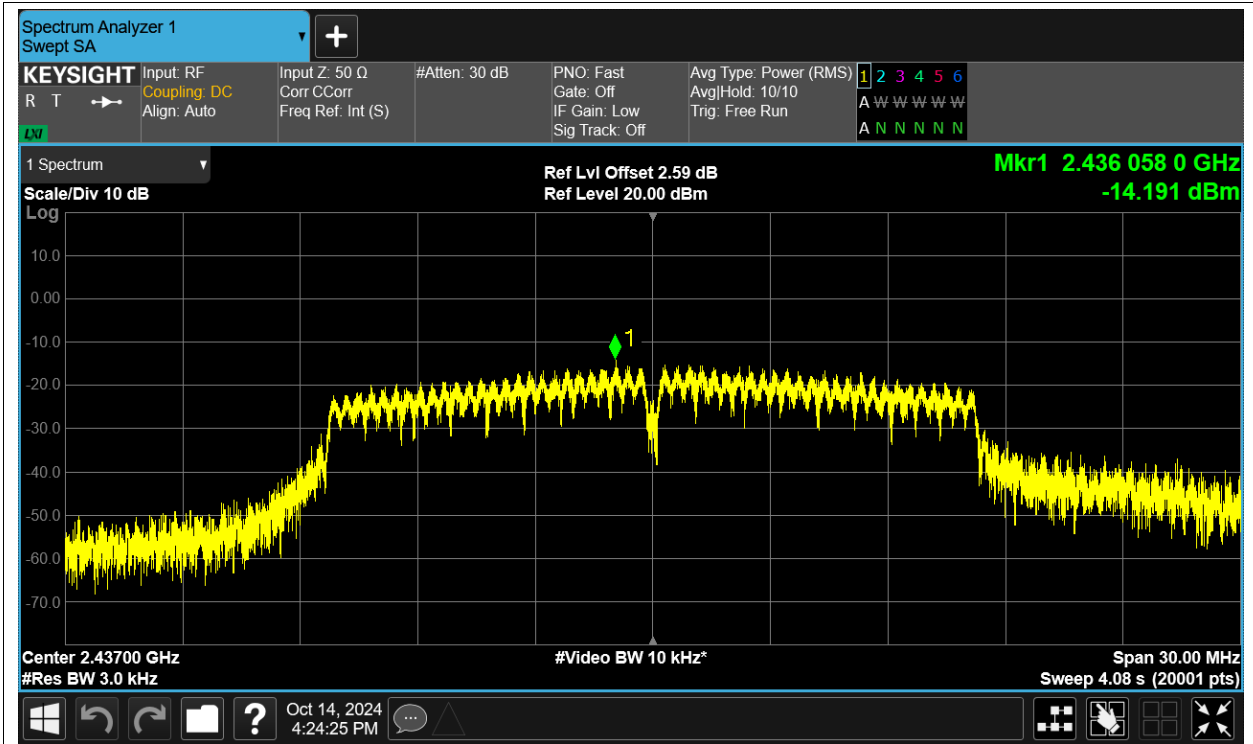 Spectrum Analyzer 1
Swept SA
KEYSIGHT
R T
LXI
Input: RF
Coupling: DC
Align: Auto
Input Z: 50 Ω
Corr CCorr
Freq Ref: Int (S)
#Atten: 30 dB
PNO: Fast
Gate: Off
IF Gain: Low
Sig Track: Off
Avg Type: Power (RMS)
Avg|Hold: 10/10
Trig: Free Run
1 2 3 4 5 6
A W W W W W
A N N N N N
1 Spectrum
Scale/Div 10 dB
Log
Ref Lvl Offset 2.59 dB
Ref Level 20.00 dBm
Mkr1 2.436 058 0 GHz
-14.191 dBm
10.0
0.00
-10.0
-20.0
-30.0
-40.0
-50.0
-60.0
-70.0
1
Center 2.43700 GHz
#Res BW 3.0 kHz
#Video BW 10 kHz*
Span 30.00 MHz
Sweep 4.08 s (20001 pts)
?
Oct 14, 2024
4:24:25 PM